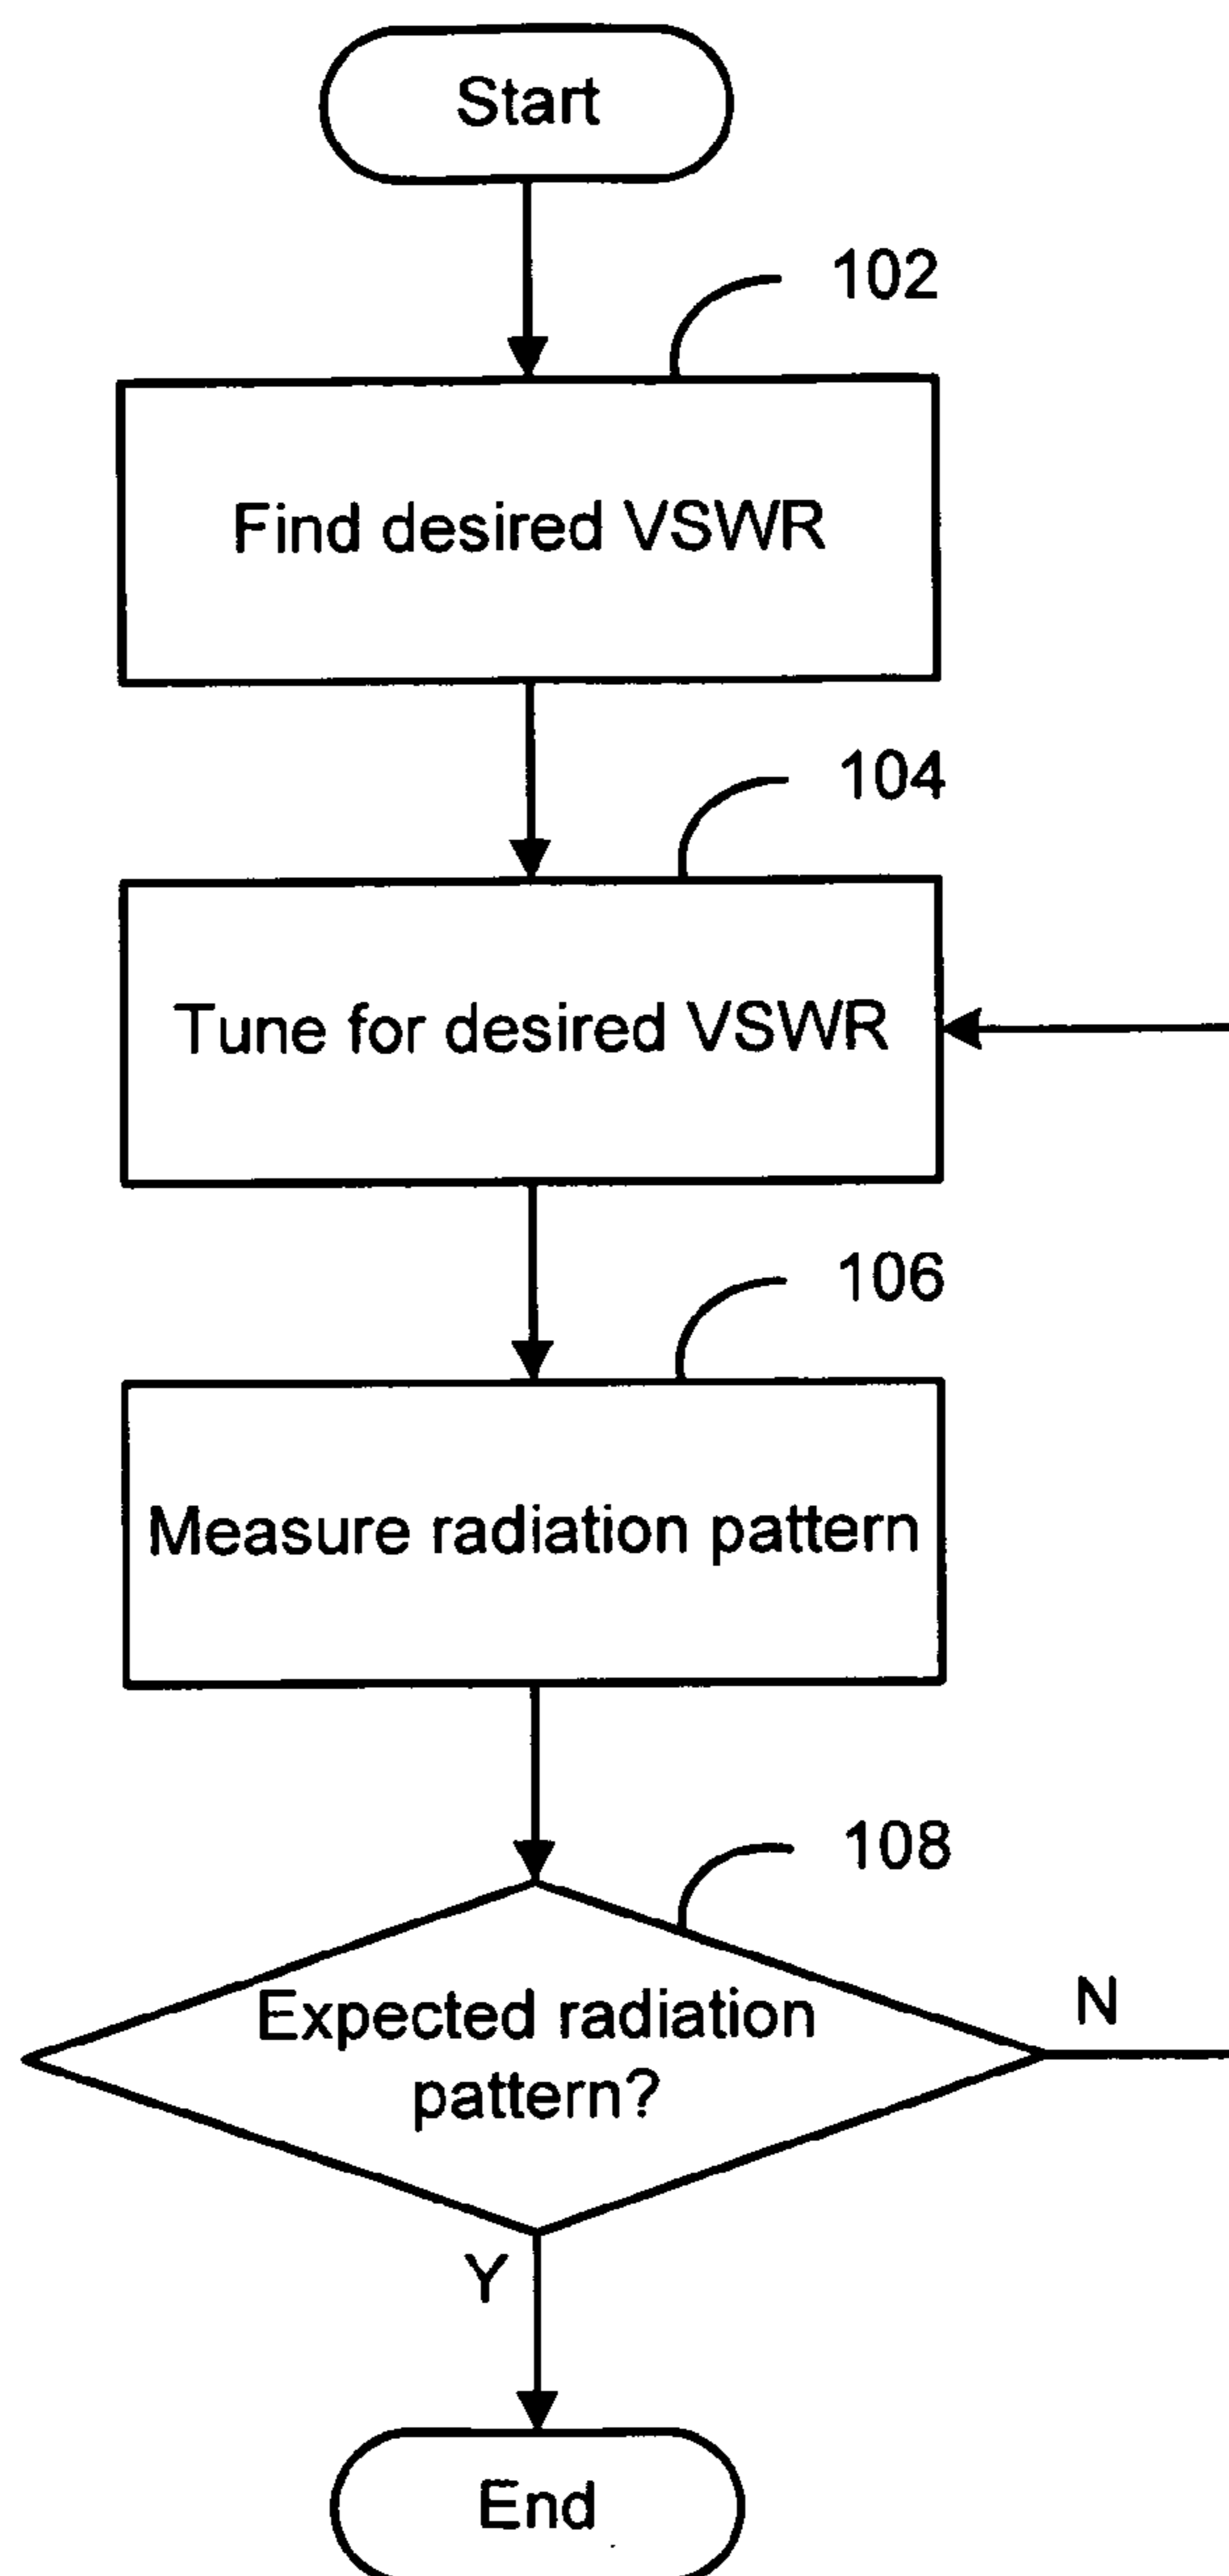 Start
102
Find desired VSWR
104
Tune for desired VSWR
106
Measure radiation pattern
108
Expected radiation
pattern?
N
Y
End